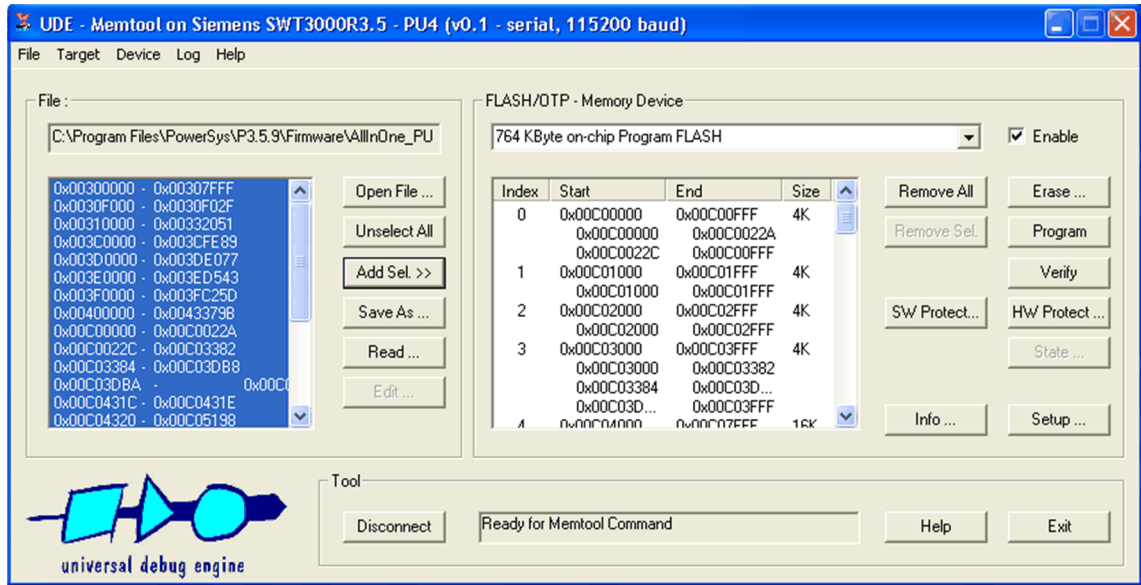 UDE - Memtool on Siemens SWT3000R3.5 - PU4 (v0.1 - serial, 115200 baud)
File Target Device Log Help
File :
C:\Program Files\PowerSys\P3.5.9\Firmware\AllInOne_PU
0x00300000 - 0x00307FFF
0x0030F000 - 0x0030F02F
0x00310000 - 0x00332051
0x003C0000 - 0x003CFE89
0x003D0000 - 0x003DE077
0x003E0000 - 0x003ED543
0x003F0000 - 0x003FC25D
0x00400000 - 0x0043379B
0x00C00000 - 0x00C0022A
0x00C0022C - 0x00C03382
0x00C03384 - 0x00C03DB8
0x00C03DBA - 0x00C0
0x00C0431C - 0x00C0431E
0x00C04320 - 0x00C05198
Open File ...
Unselect All
Add Sel. >>
Save As ...
Read ...
Edit ...
FLASH/OTP - Memory Device
764 KByte on-chip Program FLASH
Enable
Index Start End Size
0 0x00C00000 0x00C00FFF 4K
0x00C00000 0x00C0022A
0x00C0022C 0x00C00FFF
1 0x00C01000 0x00C01FFF 4K
0x00C01000 0x00C01FFF
2 0x00C02000 0x00C02FFF 4K
0x00C02000 0x00C02FFF
3 0x00C03000 0x00C03FFF 4K
0x00C03000 0x00C03382
0x00C03384 0x00C03D...
0x00C03D... 0x00C03FFF
4 0x00C04000 0x00C07FFF 16K
Remove All
Remove Sel.
SW Protect...
Info ...
Erase ...
Program
Verify
HW Protect ...
State ...
Setup ...
universal debug engine
Tool
Disconnect
Ready for Memtool Command
Help
Exit